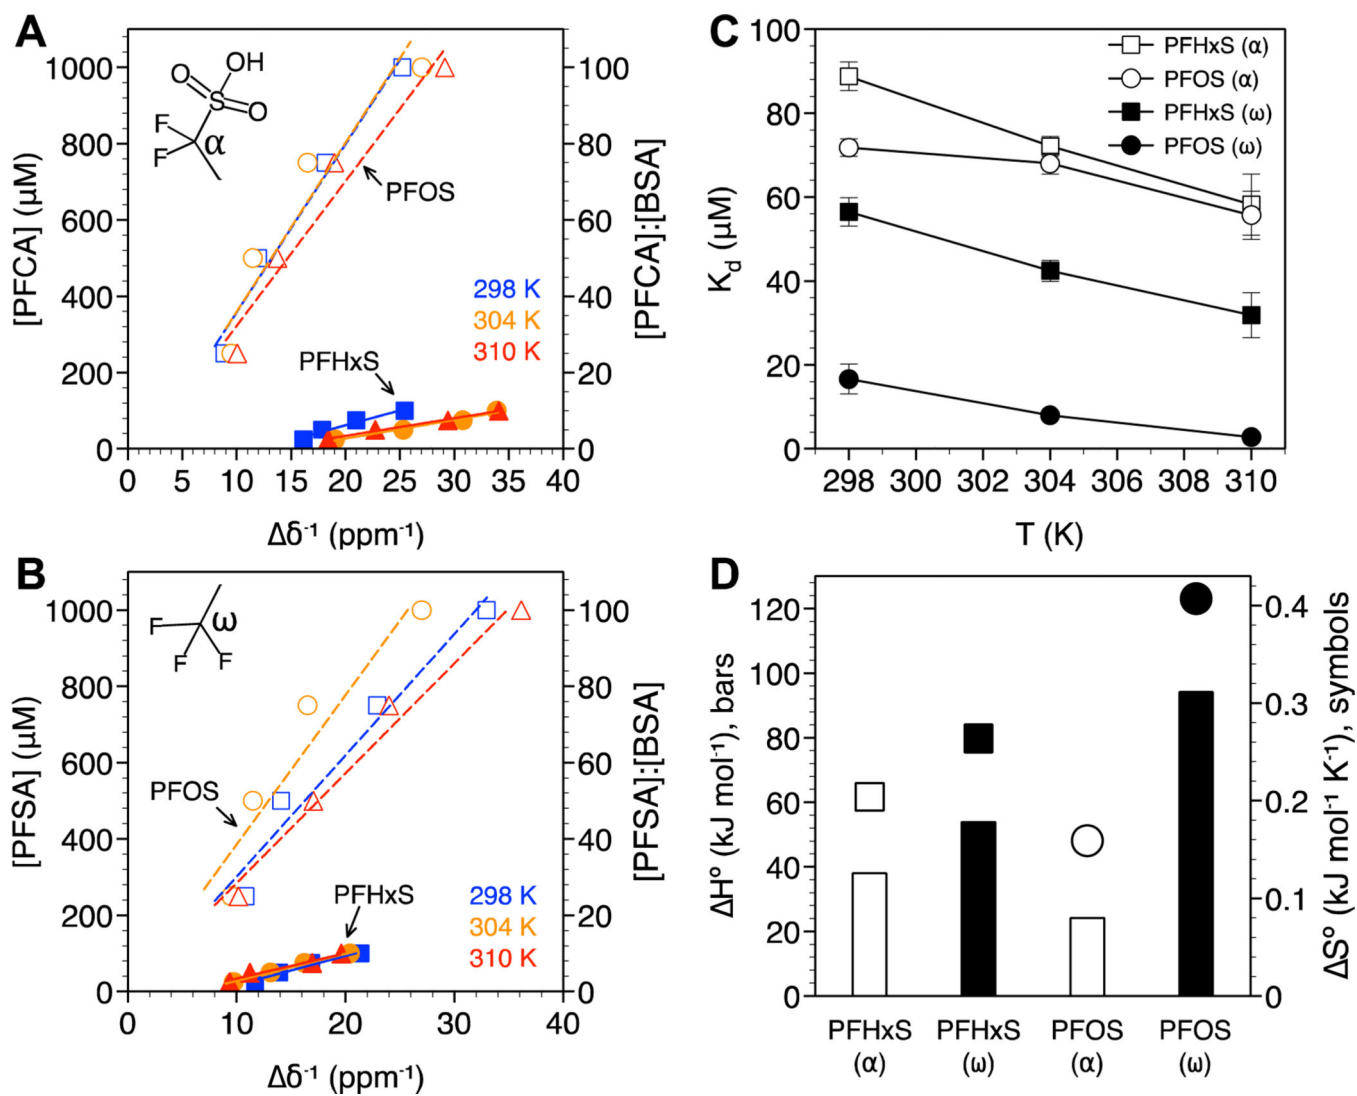 A
OH
O
S
O
F
F
α
[PFCA] (μM)
1000
800
600
400
200
0
100
80
60
40
20
0
[PFCA]:[BSA]
PFOS
298 K
304 K
310 K
PFHxS
0 5 10 15 20 25 30 35 40
Δδ⁻¹ (ppm⁻¹)
B
F
F
F
ω
[PFSA] (μM)
1000
800
600
400
200
0
100
80
60
40
20
0
[PFSA]:[BSA]
PFOS
PFHxS
298 K
304 K
310 K
0 10 20 30 40
Δδ⁻¹ (ppm⁻¹)
C
K_d (μM)
100
80
60
40
20
0
PFHxS (α)
PFOS (α)
PFHxS (ω)
PFOS (ω)
298 300 302 304 306 308 310
T (K)
D
ΔHº (kJ mol⁻¹), bars
120
100
80
60
40
20
0
0.4
0.3
0.2
0.1
0
ΔSº (kJ mol⁻¹ K⁻¹), symbols
PFHxS PFHxS PFOS PFOS
(α) (ω) (α) (ω)